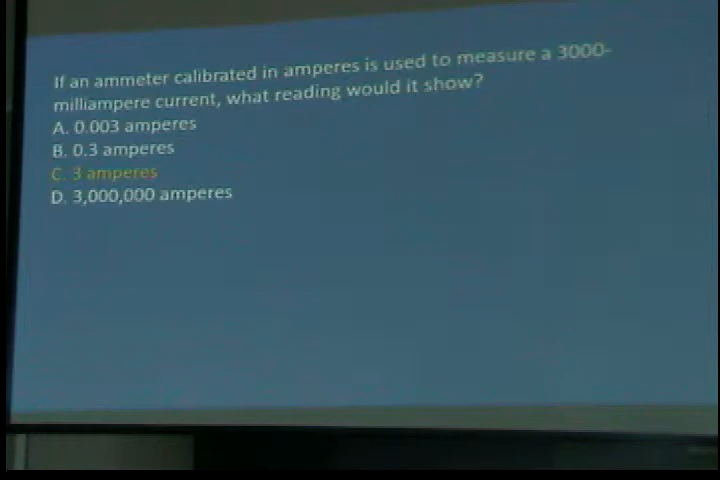 If an ammeter calibrated in amperes is used to measure a 3000-
milliampere current, what reading would it show?
A. 0.003 amperes
B. 0.3 amperes
C. 3 amperes
D. 3,000,000 amperes